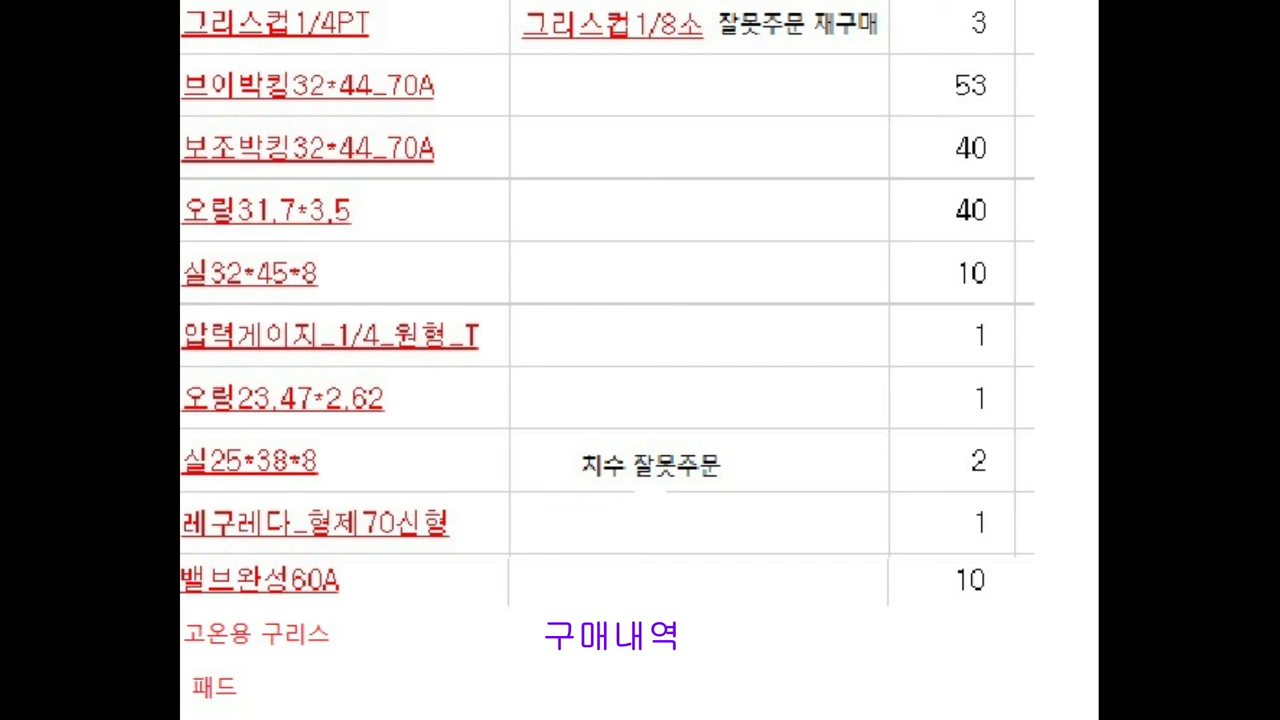 그리스컵1/4PT 그리스컵1/8소 잘못주문 재구매 3
브이박킹32*44_70A 53
보조박킹32*44_70A 40
오링31.7*3.5 40
실32*45*8 10
압력게이지_1/4_원형_T 1
오링23.47*2.62 1
실25*38*8 치수 잘못주문 2
레구레다_형제70신형 1
밸브완성60A 10
고온용 구리스 구매내역
패드